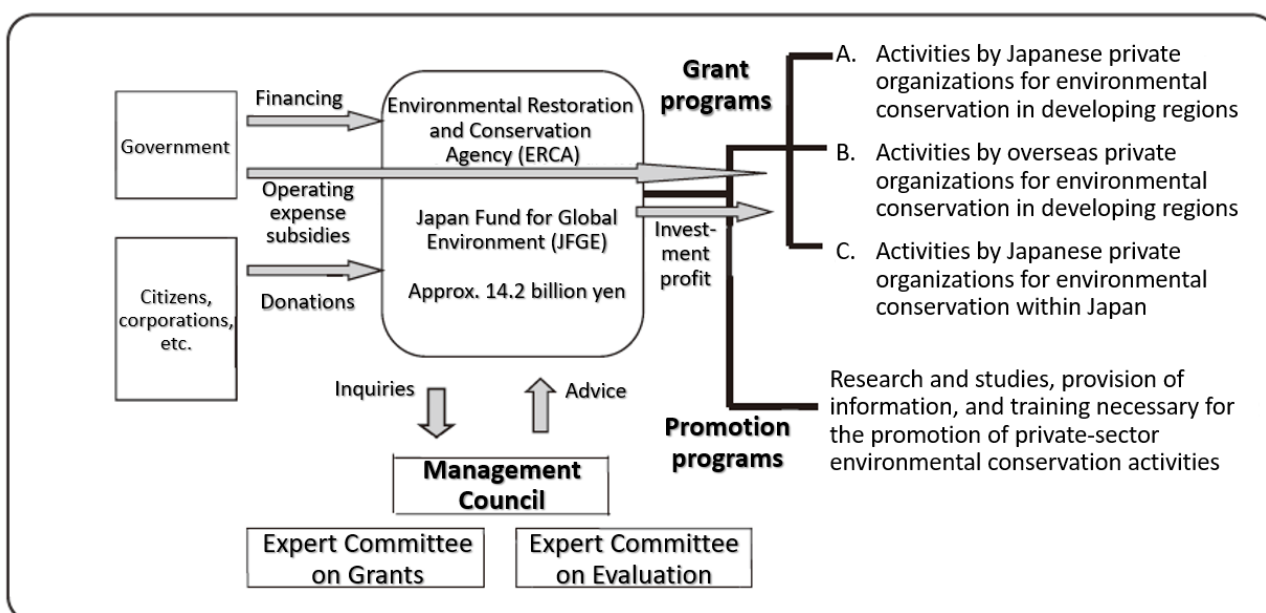 Government
Citizens,
corporations,
etc.
Financing
Operating
expense
subsidies
Donations
Environmental Restoration
and Conservation
Agency (ERCA)
Japan Fund for Global
Environment (JFGE)
Approx. 14.2 billion yen
Invest-
ment
profit
Inquiries
Advice
Management
Council
Expert Committee
on Grants
Expert Committee
on Evaluation
Grant
programs
A. Activities by Japanese private
organizations for environmental
conservation in developing regions
B. Activities by overseas private
organizations for environmental
conservation in developing regions
C. Activities by Japanese private
organizations for environmental
conservation within Japan
Promotion
programs
Research and studies, provision of
information, and training necessary for
the promotion of private-sector
environmental conservation activities